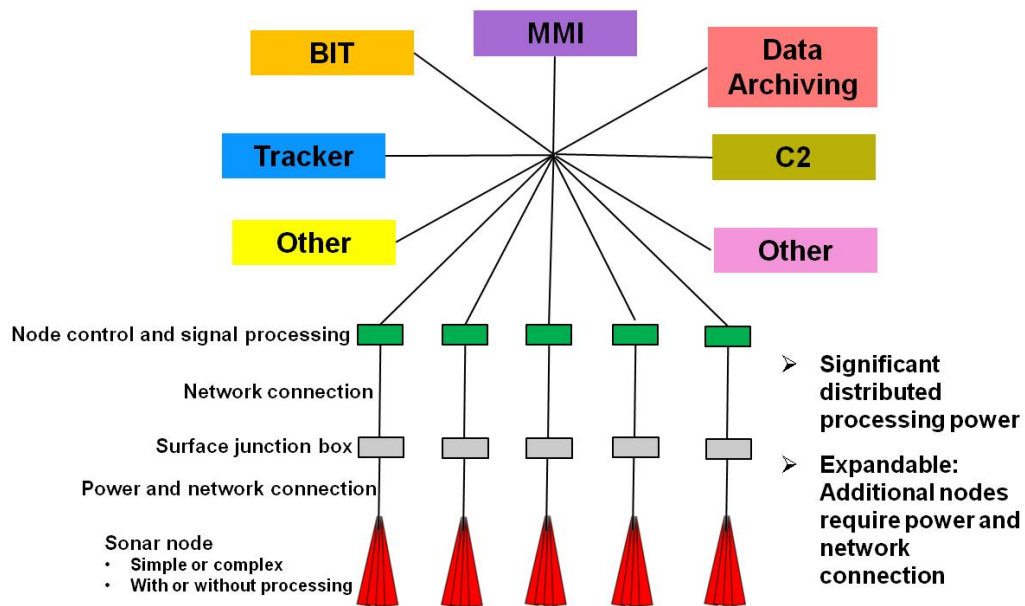 MMI
BIT
Data
Archiving
Tracker
C2
Other
Other
Node control and signal processing
Network connection
Surface junction box
Power and network connection
Sonar node
• Simple or complex
• With or without processing
➢ Significant
distributed
processing power
➢ Expandable:
Additional nodes
require power and
network
connection